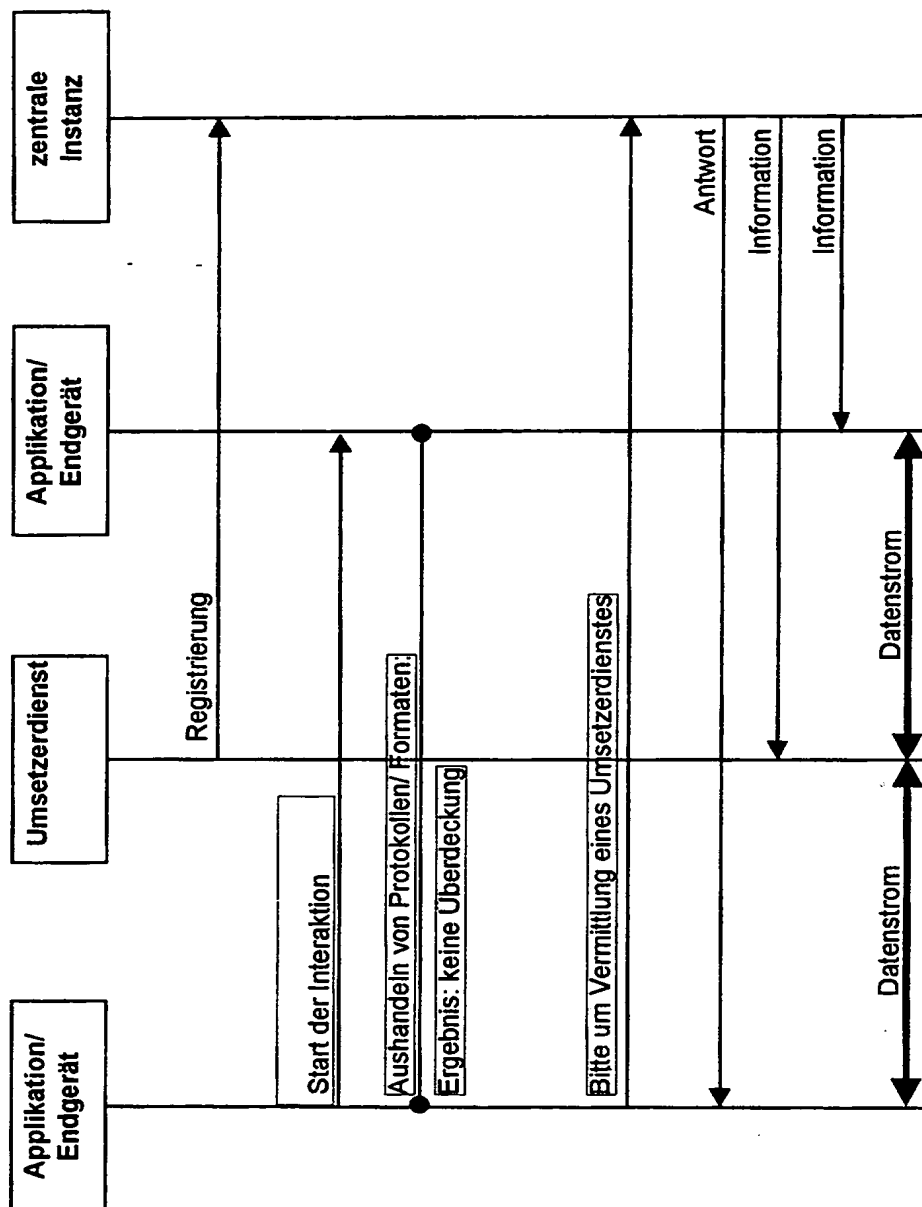 Applikation/
Endgerät
Umsetzerdienst
Applikation/
Endgerät
zentrale
Instanz
Registrierung
Start der Interaktion
Aushandeln von Protokollen/ Formaten:
Ergebnis: keine Überdeckung
Bitte um Vermittlung eines Umsetzerdienstes
Antwort
Information
Information
Datenstrom
Datenstrom